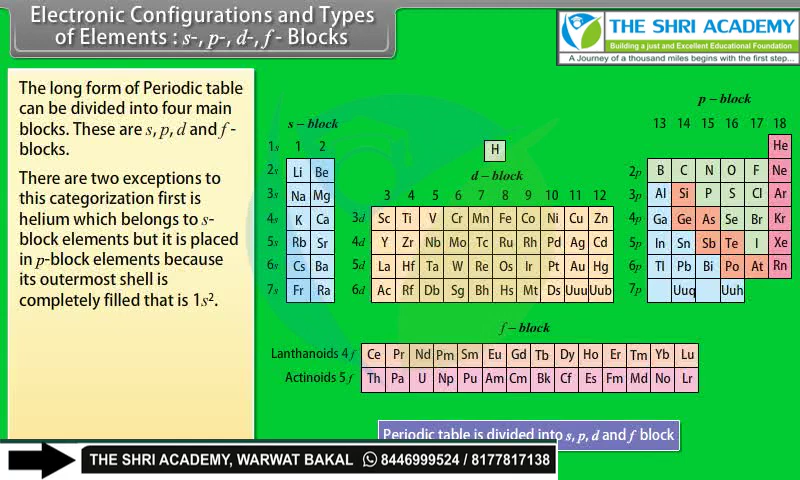 Electronic Configurations and Types
of Elements : s-, p-, d-, f - Blocks
THE SHRI ACADEMY
Building a just and Excellent Educational Foundation
A Journey of a thousand miles begins with the first step...
The long form of Periodic table
can be divided into four main
blocks. These are s, p, d and f -
blocks.
There are two exceptions to
this categorization first is
helium which belongs to s-
block elements but it is placed
in p-block elements because
its outermost shell is
completely filled that is 1s².
s – block
1s 1 2
2s Li Be
3s Na Mg
4s K Ca
5s Rb Sr
6s Cs Ba
7s Fr Ra
H
d – block
3 4 5 6 7 8 9 10 11 12
3d Sc Ti V Cr Mn Fe Co Ni Cu Zn
4d Y Zr Nb Mo Tc Ru Rh Pd Ag Cd
5d La Hf Ta W Re Os Ir Pt Au Hg
6d Ac Rf Db Sg Bh Hs Mt Ds Uuu Uub
p – block
13 14 15 16 17 18
He
2p B C N O F Ne
3p Al Si P S Cl Ar
4p Ga Ge As Se Br Kr
5p In Sn Sb Te I Xe
6p Tl Pb Bi Po At Rn
7p Uuq Uuh
f – block
Lanthanoids 4f Ce Pr Nd Pm Sm Eu Gd Tb Dy Ho Er Tm Yb Lu
Actinoids 5f Th Pa U Np Pu Am Cm Bk Cf Es Fm Md No Lr
Periodic table is divided into s, p, d and f block
THE SHRI ACADEMY, WARWAT BAKAL 8446999524 / 8177817138